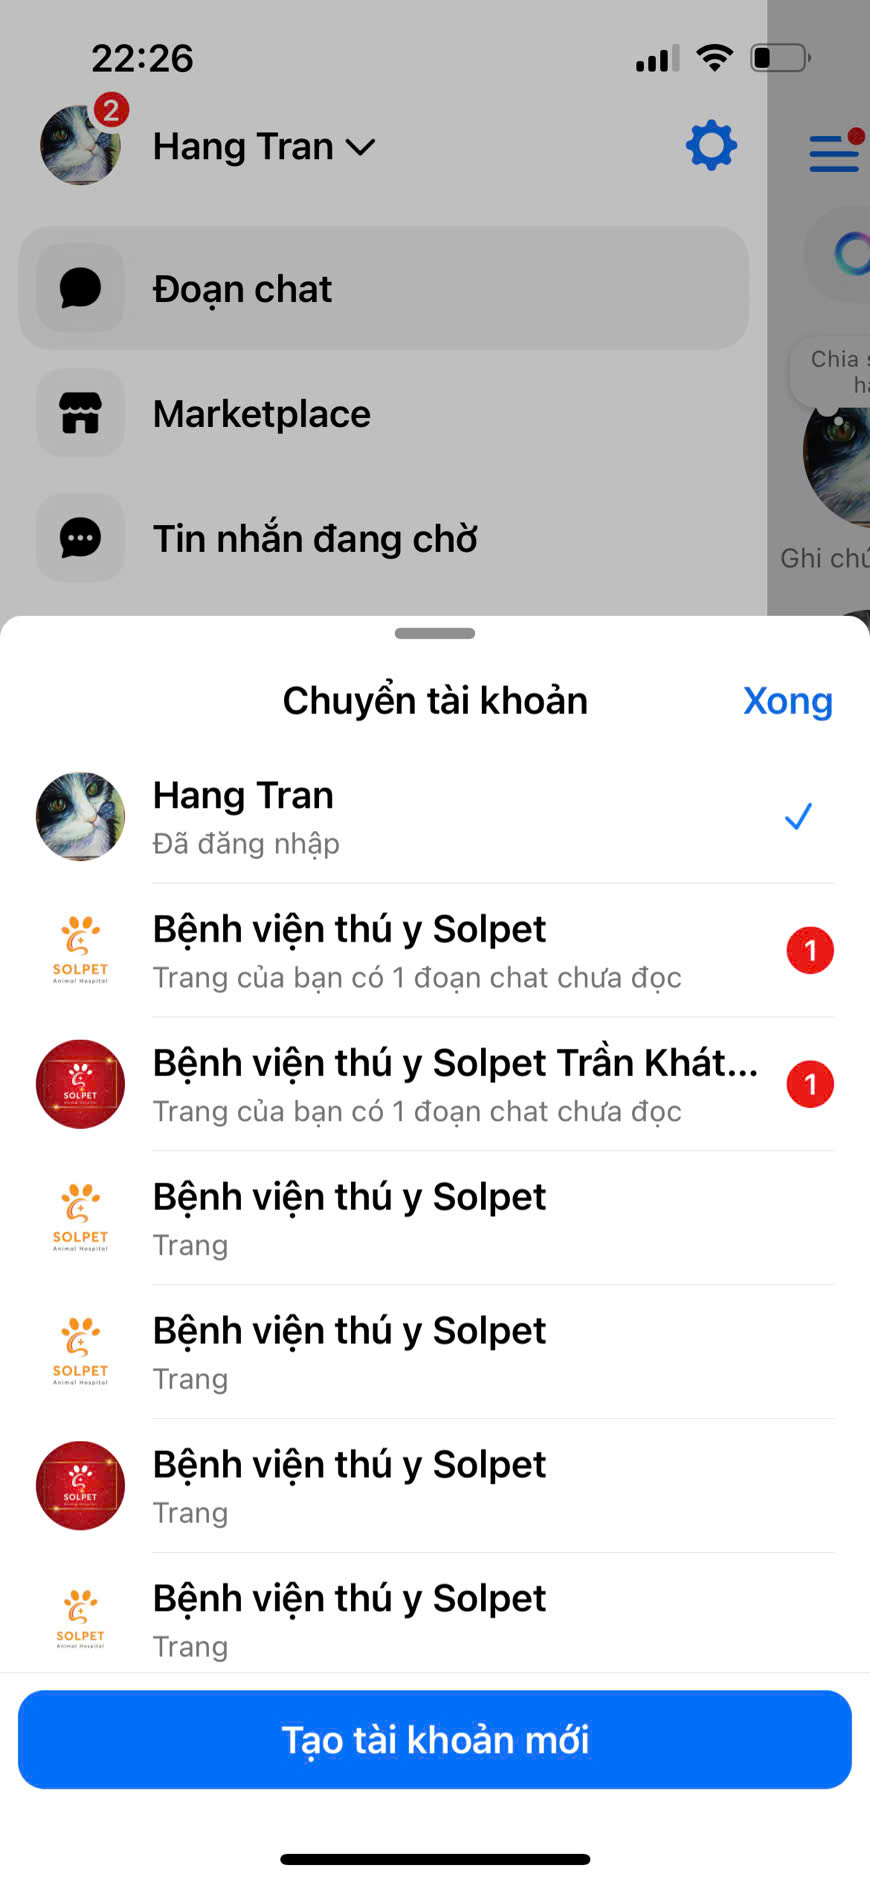 22:26
2
Hang Tran
Đoạn chat
Marketplace
Tin nhắn đang chờ
Chia
Ghi chú
Chuyển tài khoản
Xong
Hang Tran
Đã đăng nhập
SOLPET
Animal Hospital
Bệnh viện thú y Solpet
Trang của bạn có 1 đoạn chat chưa đọc
1
SOLPET
Bệnh viện thú y Solpet Trần Khát...
Trang của bạn có 1 đoạn chat chưa đọc
1
SOLPET
Animal Hospital
Bệnh viện thú y Solpet
Trang
SOLPET
Animal Hospital
Bệnh viện thú y Solpet
Trang
SOLPET
Bệnh viện thú y Solpet
Trang
SOLPET
Animal Hospital
Bệnh viện thú y Solpet
Trang
Tạo tài khoản mới